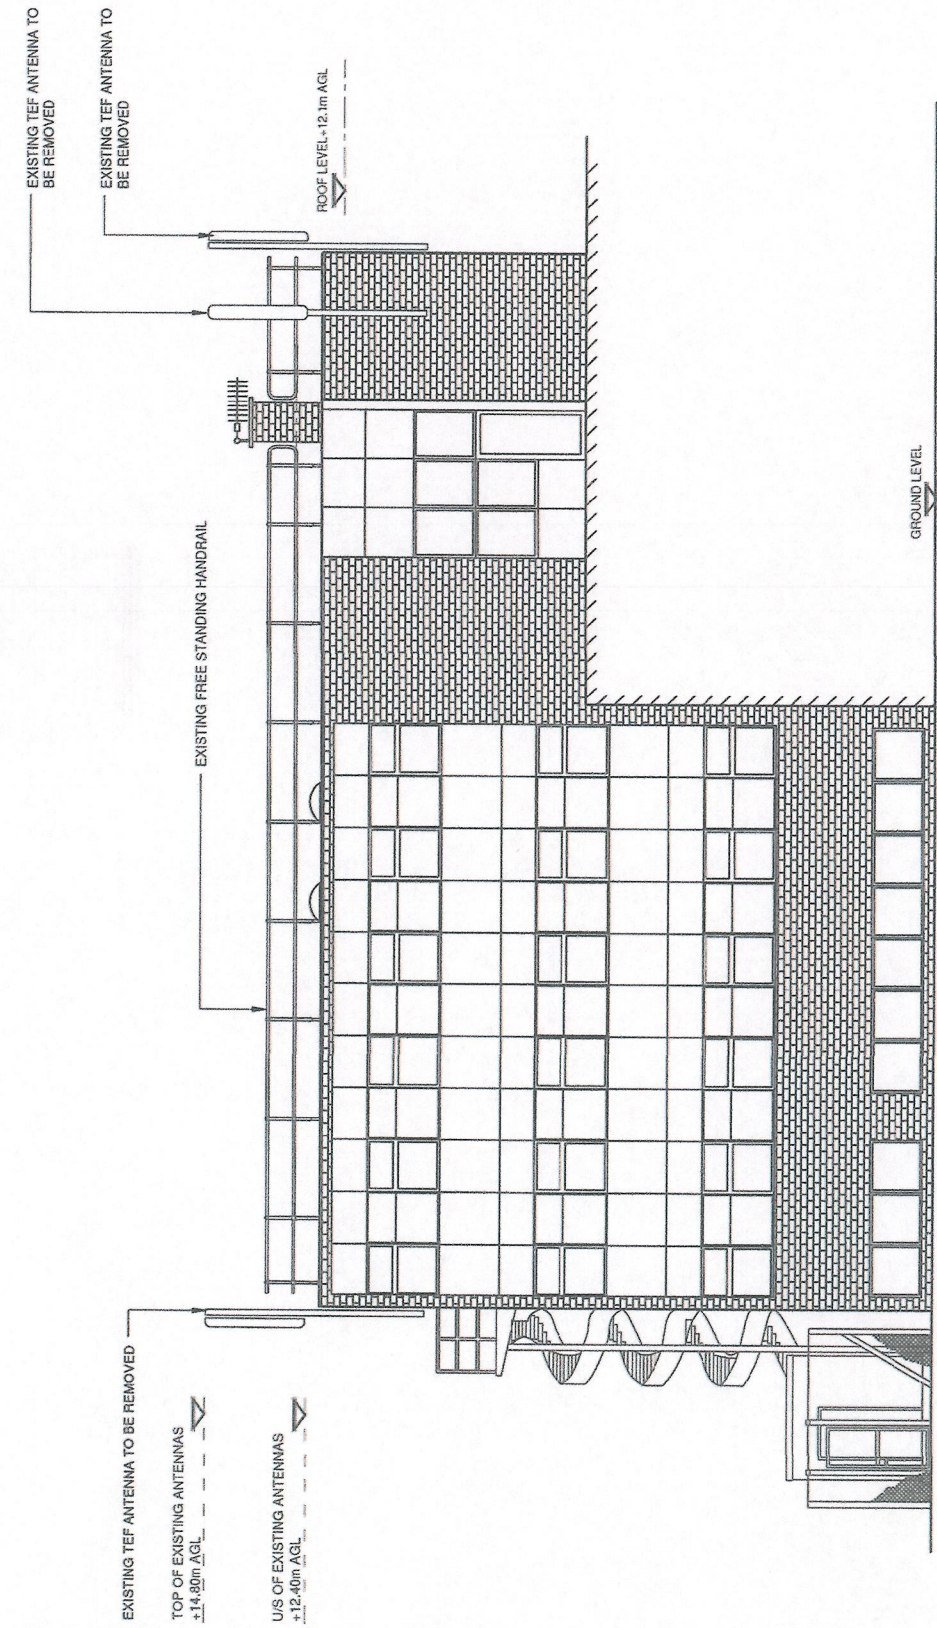 EXISTING TEF ANTENNA TO BE REMOVED
TOP OF EXISTING ANTENNAS
+14.80m AGL
U/S OF EXISTING ANTENNAS
+12.40m AGL
EXISTING FREE STANDING HANDRAIL
EXISTING TEF ANTENNA TO
BE REMOVED
EXISTING TEF ANTENNA TO
BE REMOVED
ROOF LEVEL+12.1m AGL
GROUND LEVEL